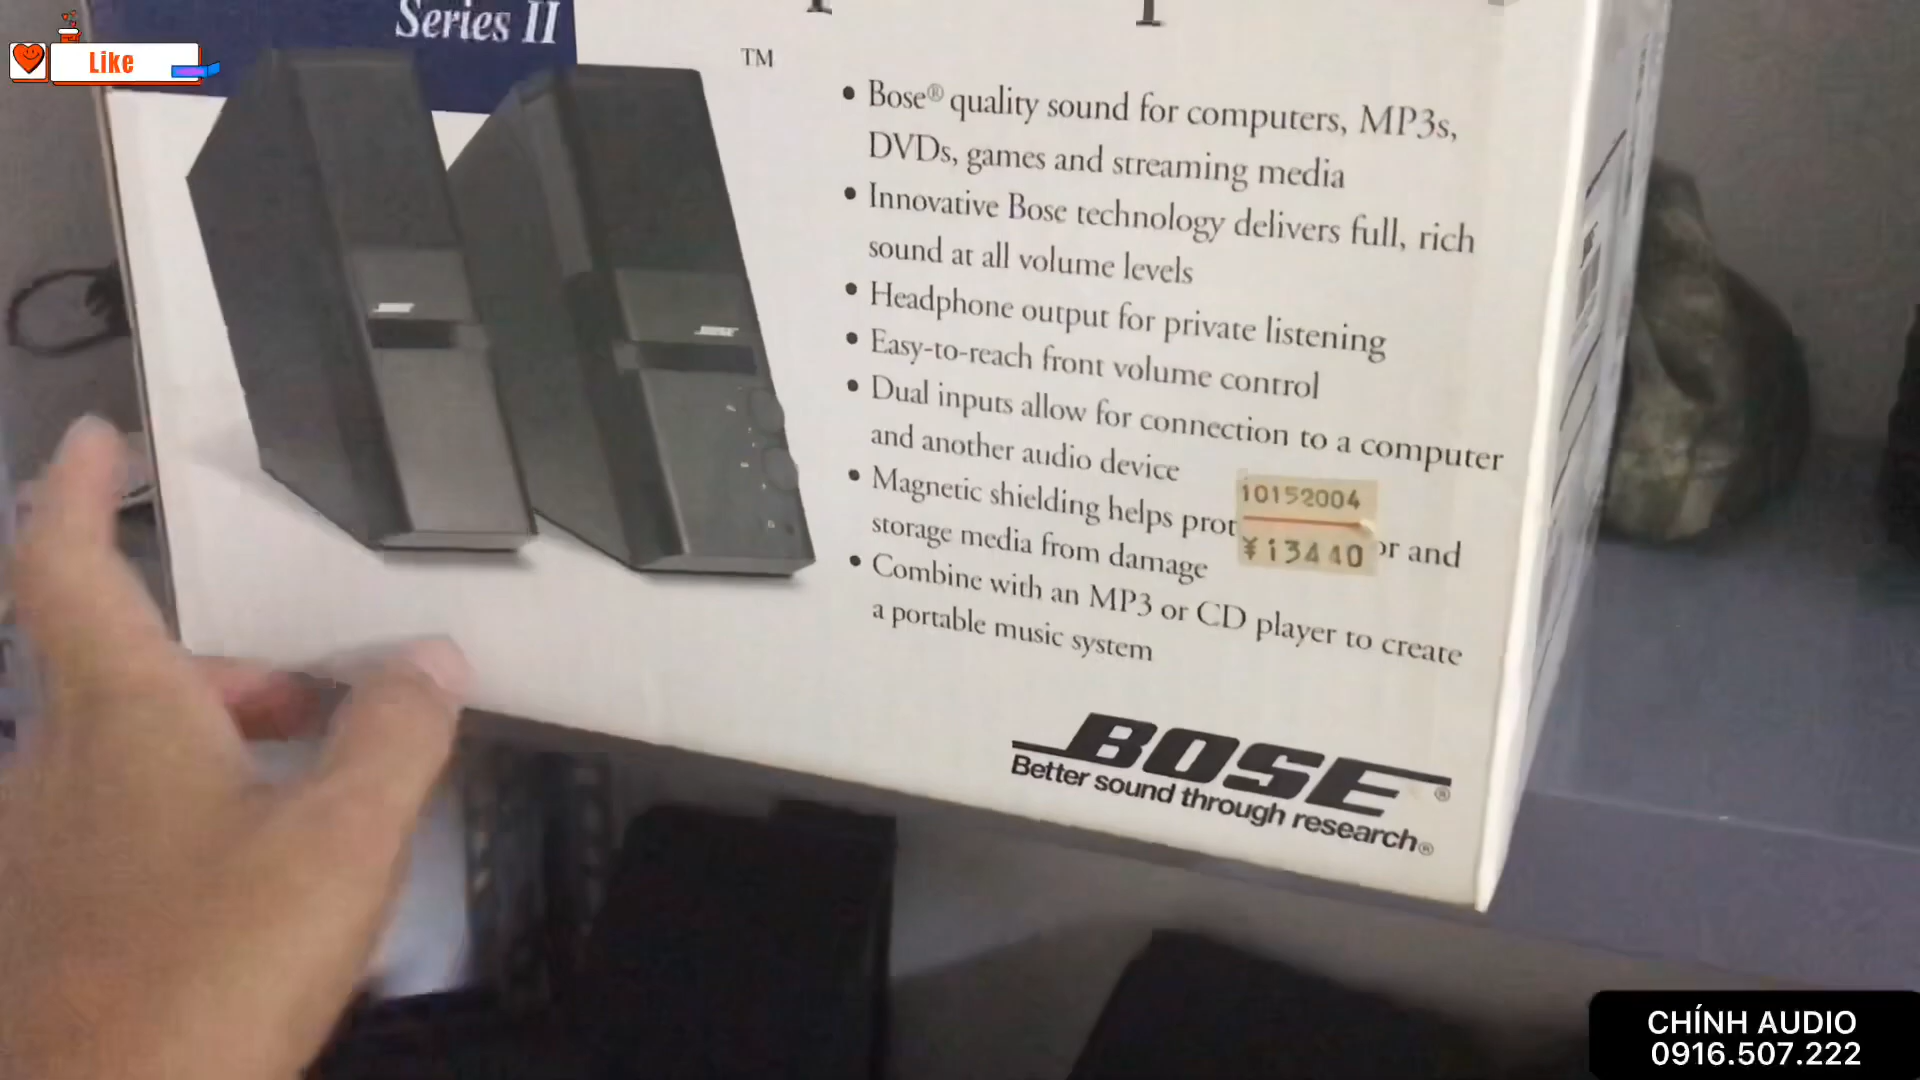 Series II
Like
TM
• Bose® quality sound for computers, MP3s,
DVDs, games and streaming media
• Innovative Bose technology delivers full, rich
sound at all volume levels
• Headphone output for private listening
• Easy-to-reach front volume control
• Dual inputs allow for connection to a computer
and another audio device
• Magnetic shielding helps prot or and
storage media from damage
10152004
¥13440
• Combine with an MP3 or CD player to create
a portable music system
BOSE
BOSE
BOSE®
Better sound through research®
CHÍNH AUDIO
0916.507.222